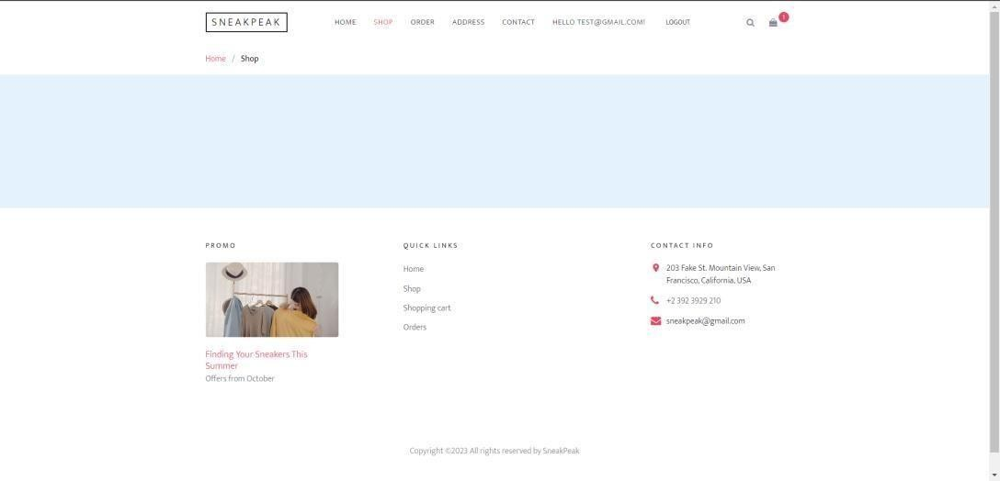 SNEAKPEAK
HOME SHOP ORDER ADDRESS CONTACT HELLO TEST@GMAIL.COM! LOGOUT 1
Home / Shop
PROMO
Finding Your Sneakers This
Summer
Offers from October
QUICK LINKS
Home
Shop
Shopping cart
Orders
CONTACT INFO
203 Fake St. Mountain View, San
Francisco, California, USA
+2 392 3929 210
sneakpeak@gmail.com
Copyright ©2023 All rights reserved by SneakPeak